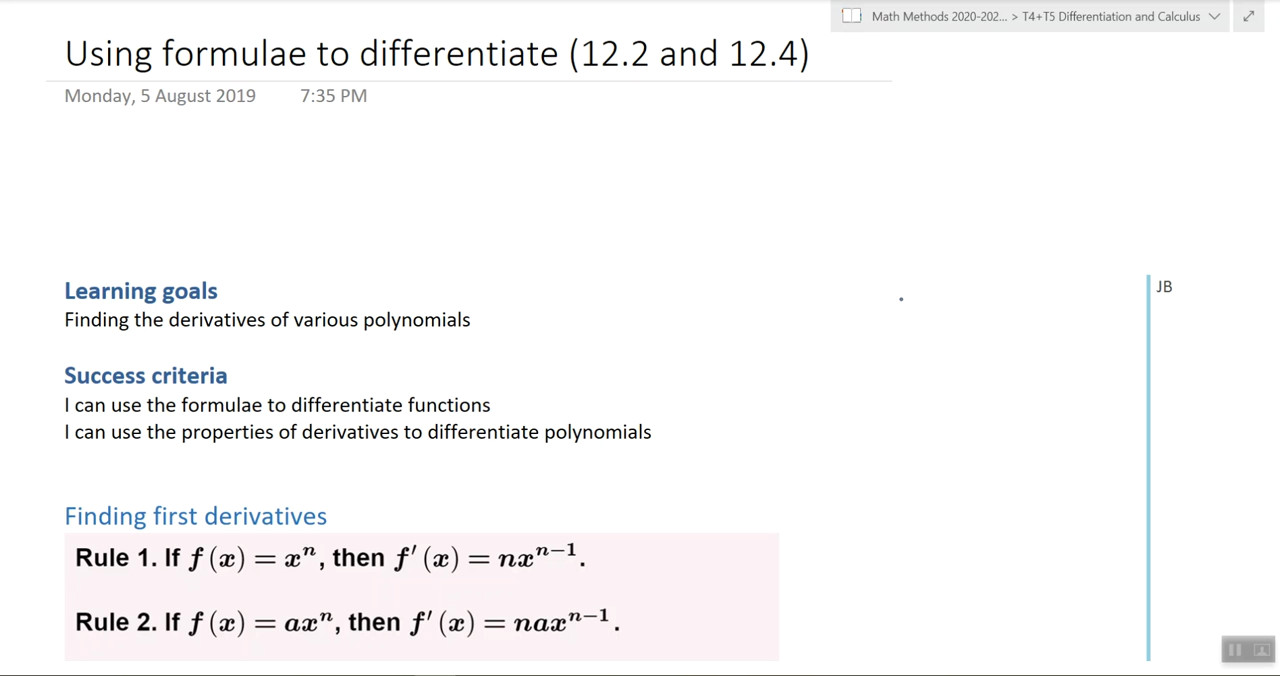 Math Methods 2020-202... > T4+T5 Differentiation and Calculus
Using formulae to differentiate (12.2 and 12.4)
Monday, 5 August 2019 7:35 PM
Learning goals
Finding the derivatives of various polynomials
JB
Success criteria
I can use the formulae to differentiate functions
I can use the properties of derivatives to differentiate polynomials
Finding first derivatives
Rule 1. If f (x) = xⁿ, then f′ (x) = nxⁿ⁻¹.
Rule 2. If f (x) = axⁿ, then f′ (x) = naxⁿ⁻¹.